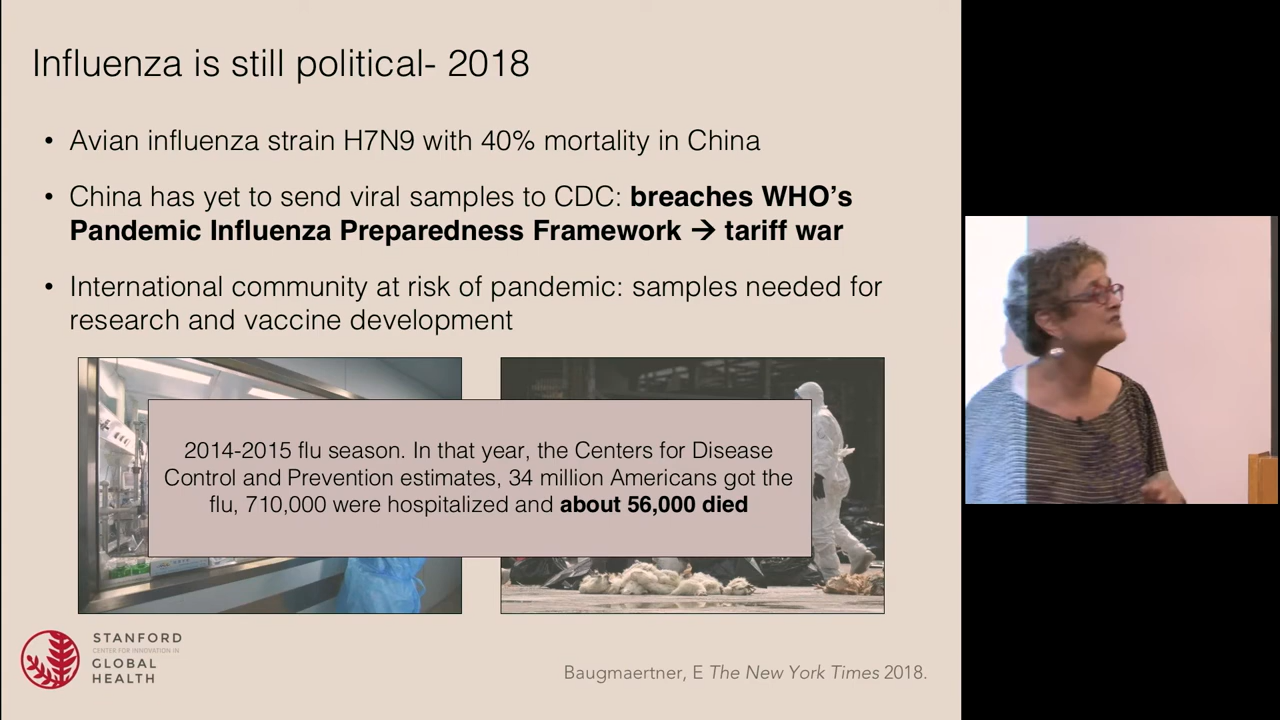 Influenza is still political- 2018
• Avian influenza strain H7N9 with 40% mortality in China
• China has yet to send viral samples to CDC: breaches WHO’s
Pandemic Influenza Preparedness Framework → tariff war
• International community at risk of pandemic: samples needed for
research and vaccine development
2014-2015 flu season. In that year, the Centers for Disease
Control and Prevention estimates, 34 million Americans got the
flu, 710,000 were hospitalized and about 56,000 died
STANFORD
CENTER FOR INNOVATION IN
GLOBAL
HEALTH
Baugmaertner, E The New York Times 2018.